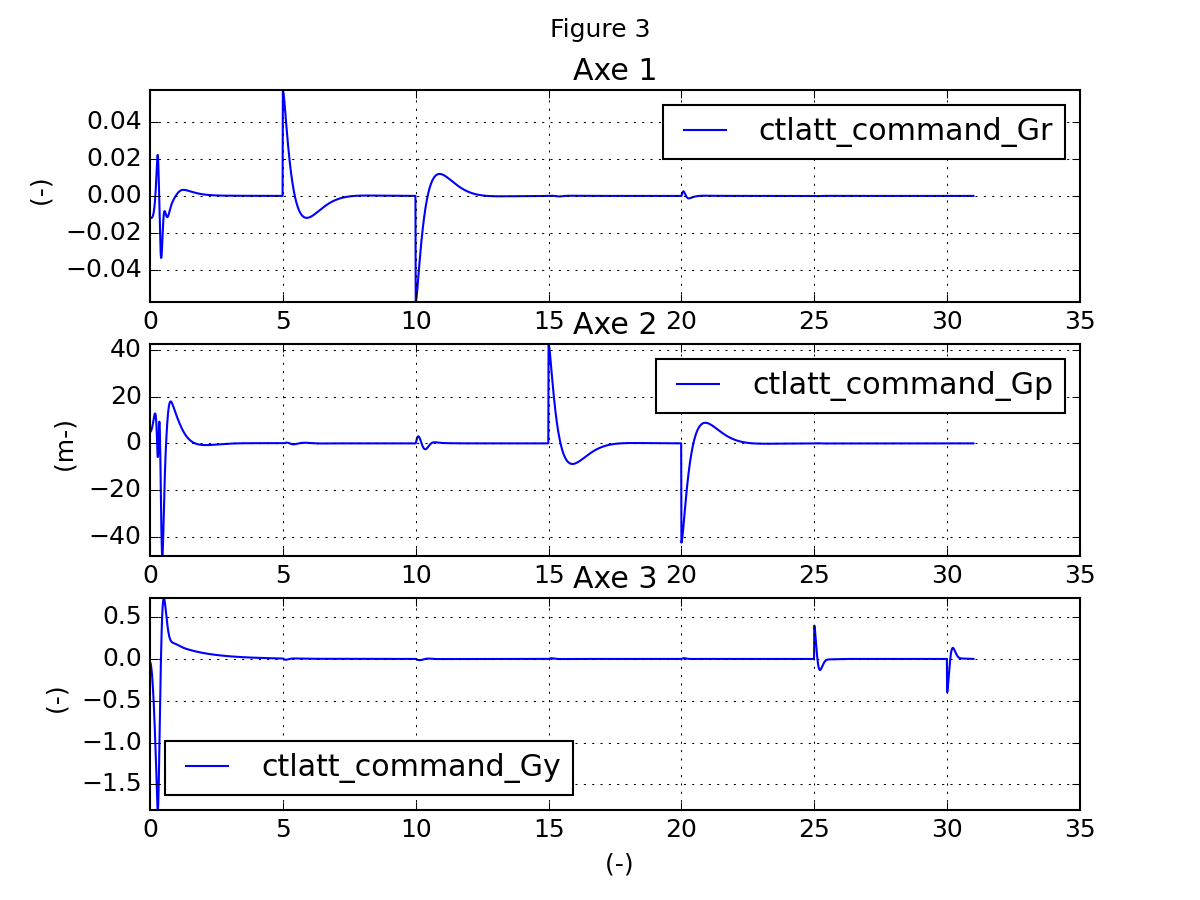 Figure 3
Axe 1
ctlatt_command_Gr
0.04
0.02
0.00
−0.02
−0.04
(-)
0 5 10 15 20 25 30 35
Axe 2
ctlatt_command_Gp
40
20
0
−20
−40
(m-)
0 5 10 15 20 25 30 35
Axe 3
0.5
0.0
−0.5
−1.0
−1.5
(-)
ctlatt_command_Gy
0 5 10 15 20 25 30 35
(-)